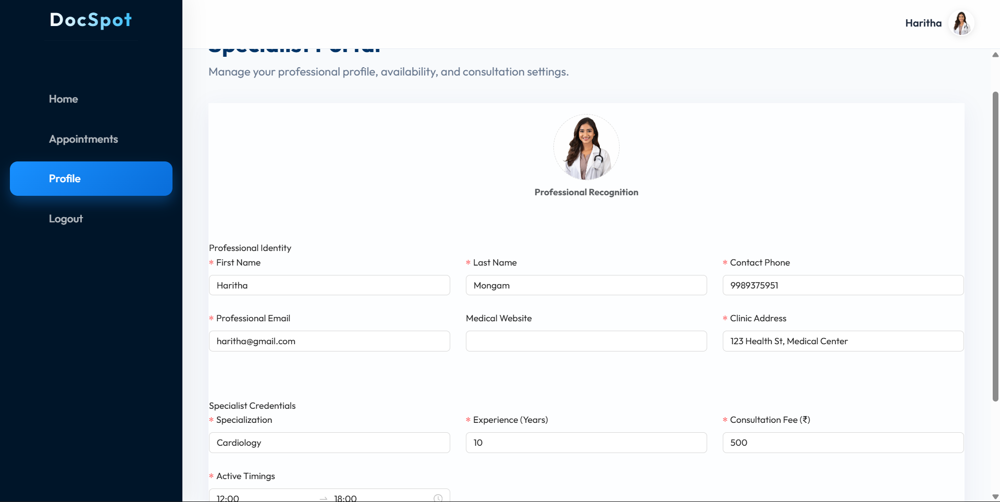 DocSpot
Haritha
Home
Appointments
Profile
Logout
Specialist Portal
Manage your professional profile, availability, and consultation settings.
Professional Recognition
Professional Identity
* First Name
* Last Name
* Contact Phone
Haritha
Mongam
9989375951
* Professional Email
Medical Website
* Clinic Address
haritha@gmail.com
123 Health St, Medical Center
Specialist Credentials
* Specialization
* Experience (Years)
* Consultation Fee (₹)
Cardiology
10
500
* Active Timings
12:00 → 18:00